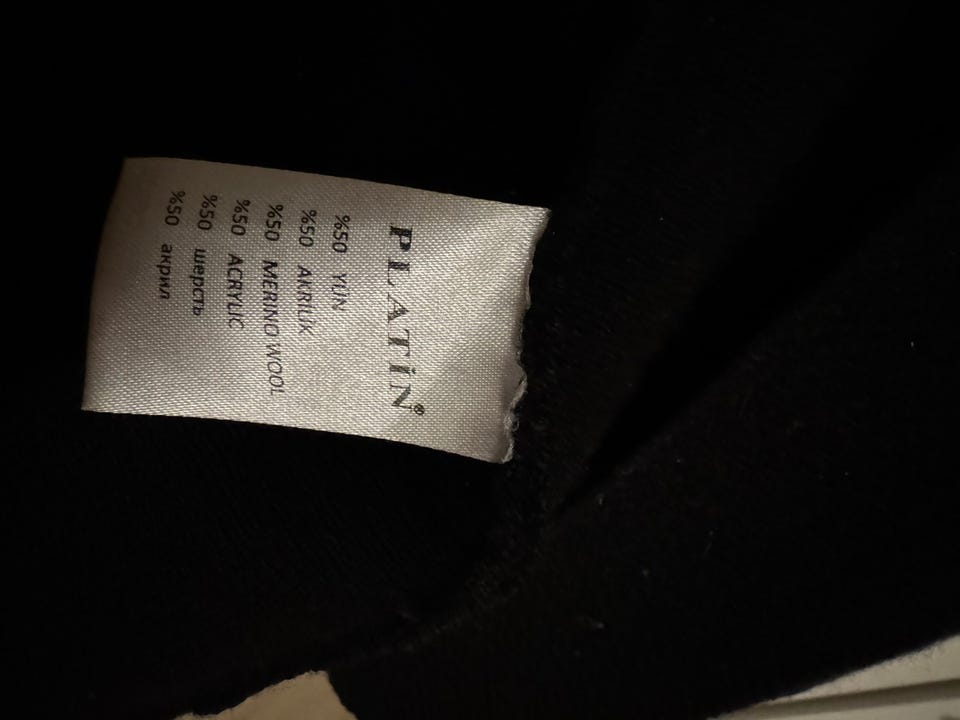 PLATİN®
%50 YÜN
%50 AKRİLİK
%50 MERINO WOOL
%50 ACRYLIC
%50 шерсть
%50 акрил